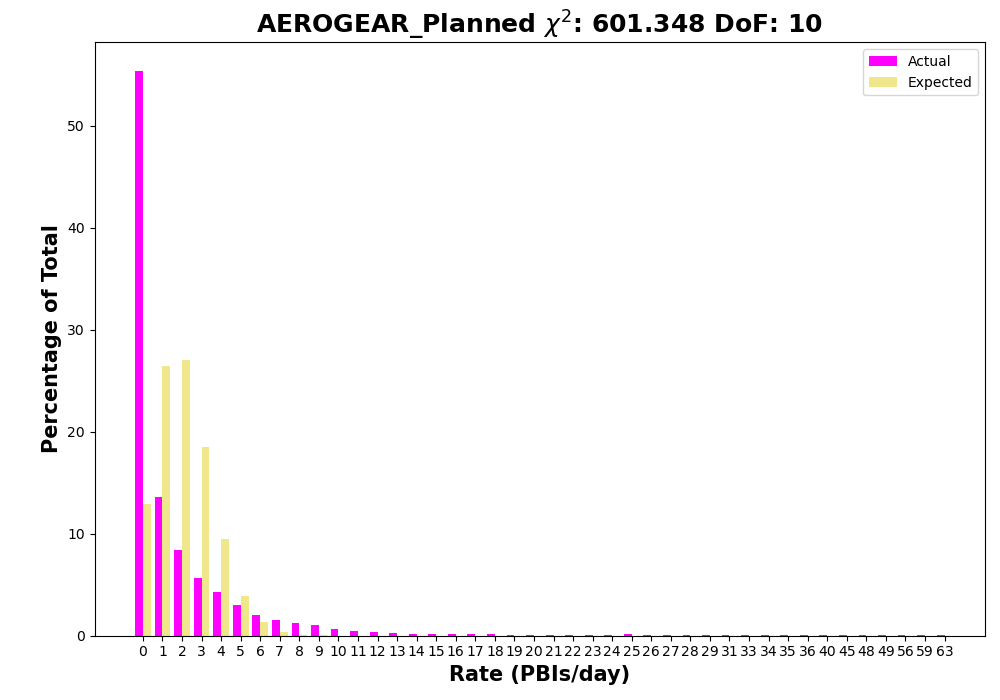 AEROGEAR_Planned χ²: 601.348 DoF: 10
Actual
Expected
Percentage of Total
50
40
30
20
10
0
0 1 2 3 4 5 6 7 8 9 10 11 12 13 14 15 16 17 18 19 20 21 22 23 24 25 26 27 28 29 31 33 34 35 36 40 45 48 49 56 59 63
Rate (PBIs/day)